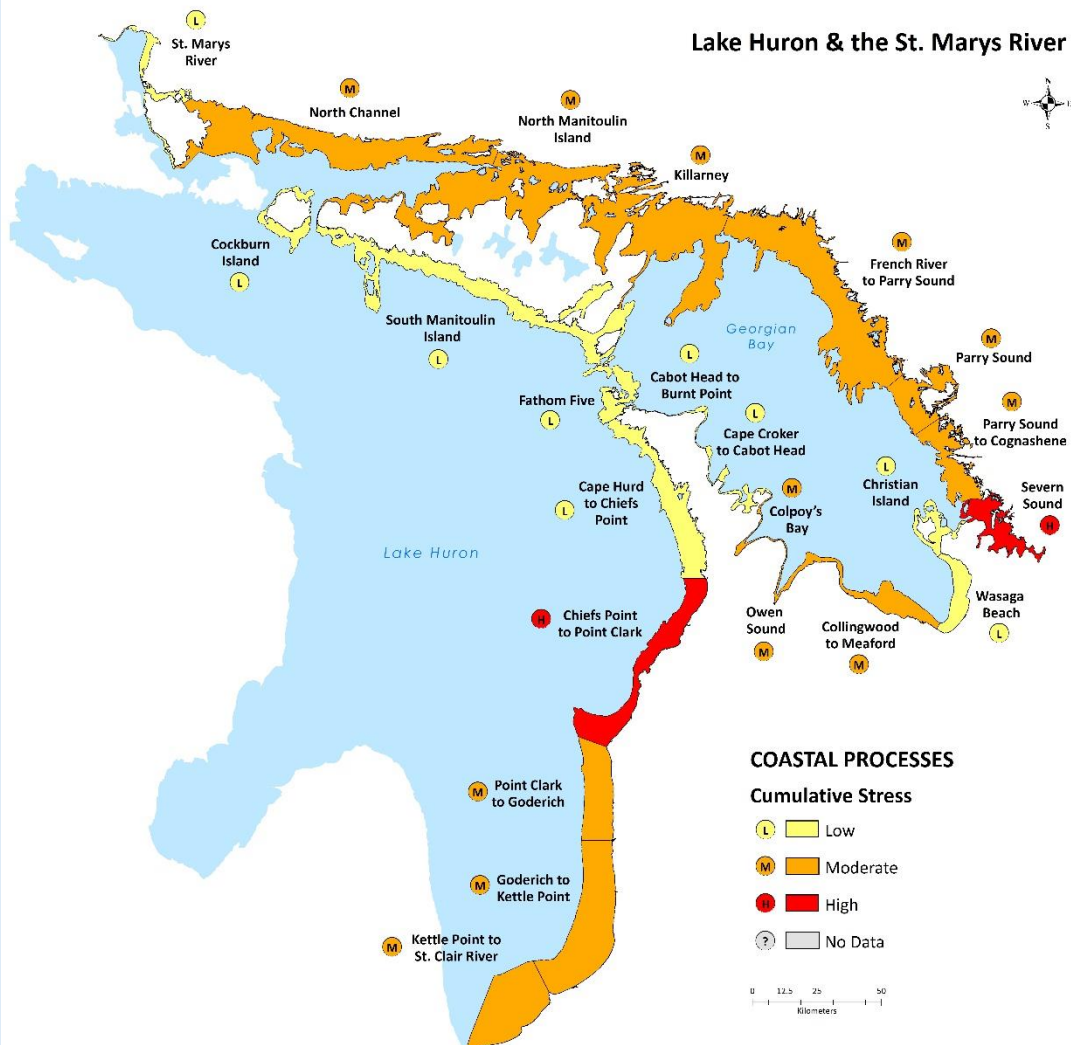 Lake Huron & the St. Marys River
N
W
E
S
L
St. Marys
River
M
North Channel
M
North Manitoulin
Island
M
Killarney
M
French River
to Parry Sound
Cockburn
Island
L
South Manitoulin
Island
L
Georgian
Bay
M
Parry Sound
L
Cabot Head to
Burnt Point
Fathom Five
L
L
Cape Croker
to Cabot Head
M
Parry Sound
to Cognashene
L
Christian
Island
Severn
Sound
H
Cape Hurd
to Chiefs
Point
L
M
Colpoy's
Bay
Lake Huron
H
Chiefs Point
to Point Clark
Owen
Sound
M
Collingwood
to Meaford
M
Wasaga
Beach
L
M
Point Clark
to Goderich
M
Goderich to
Kettle Point
M
Kettle Point to
St. Clair River
COASTAL PROCESSES
Cumulative Stress
L Low
M Moderate
H High
? No Data
0 12.5 25 50
Kilometers